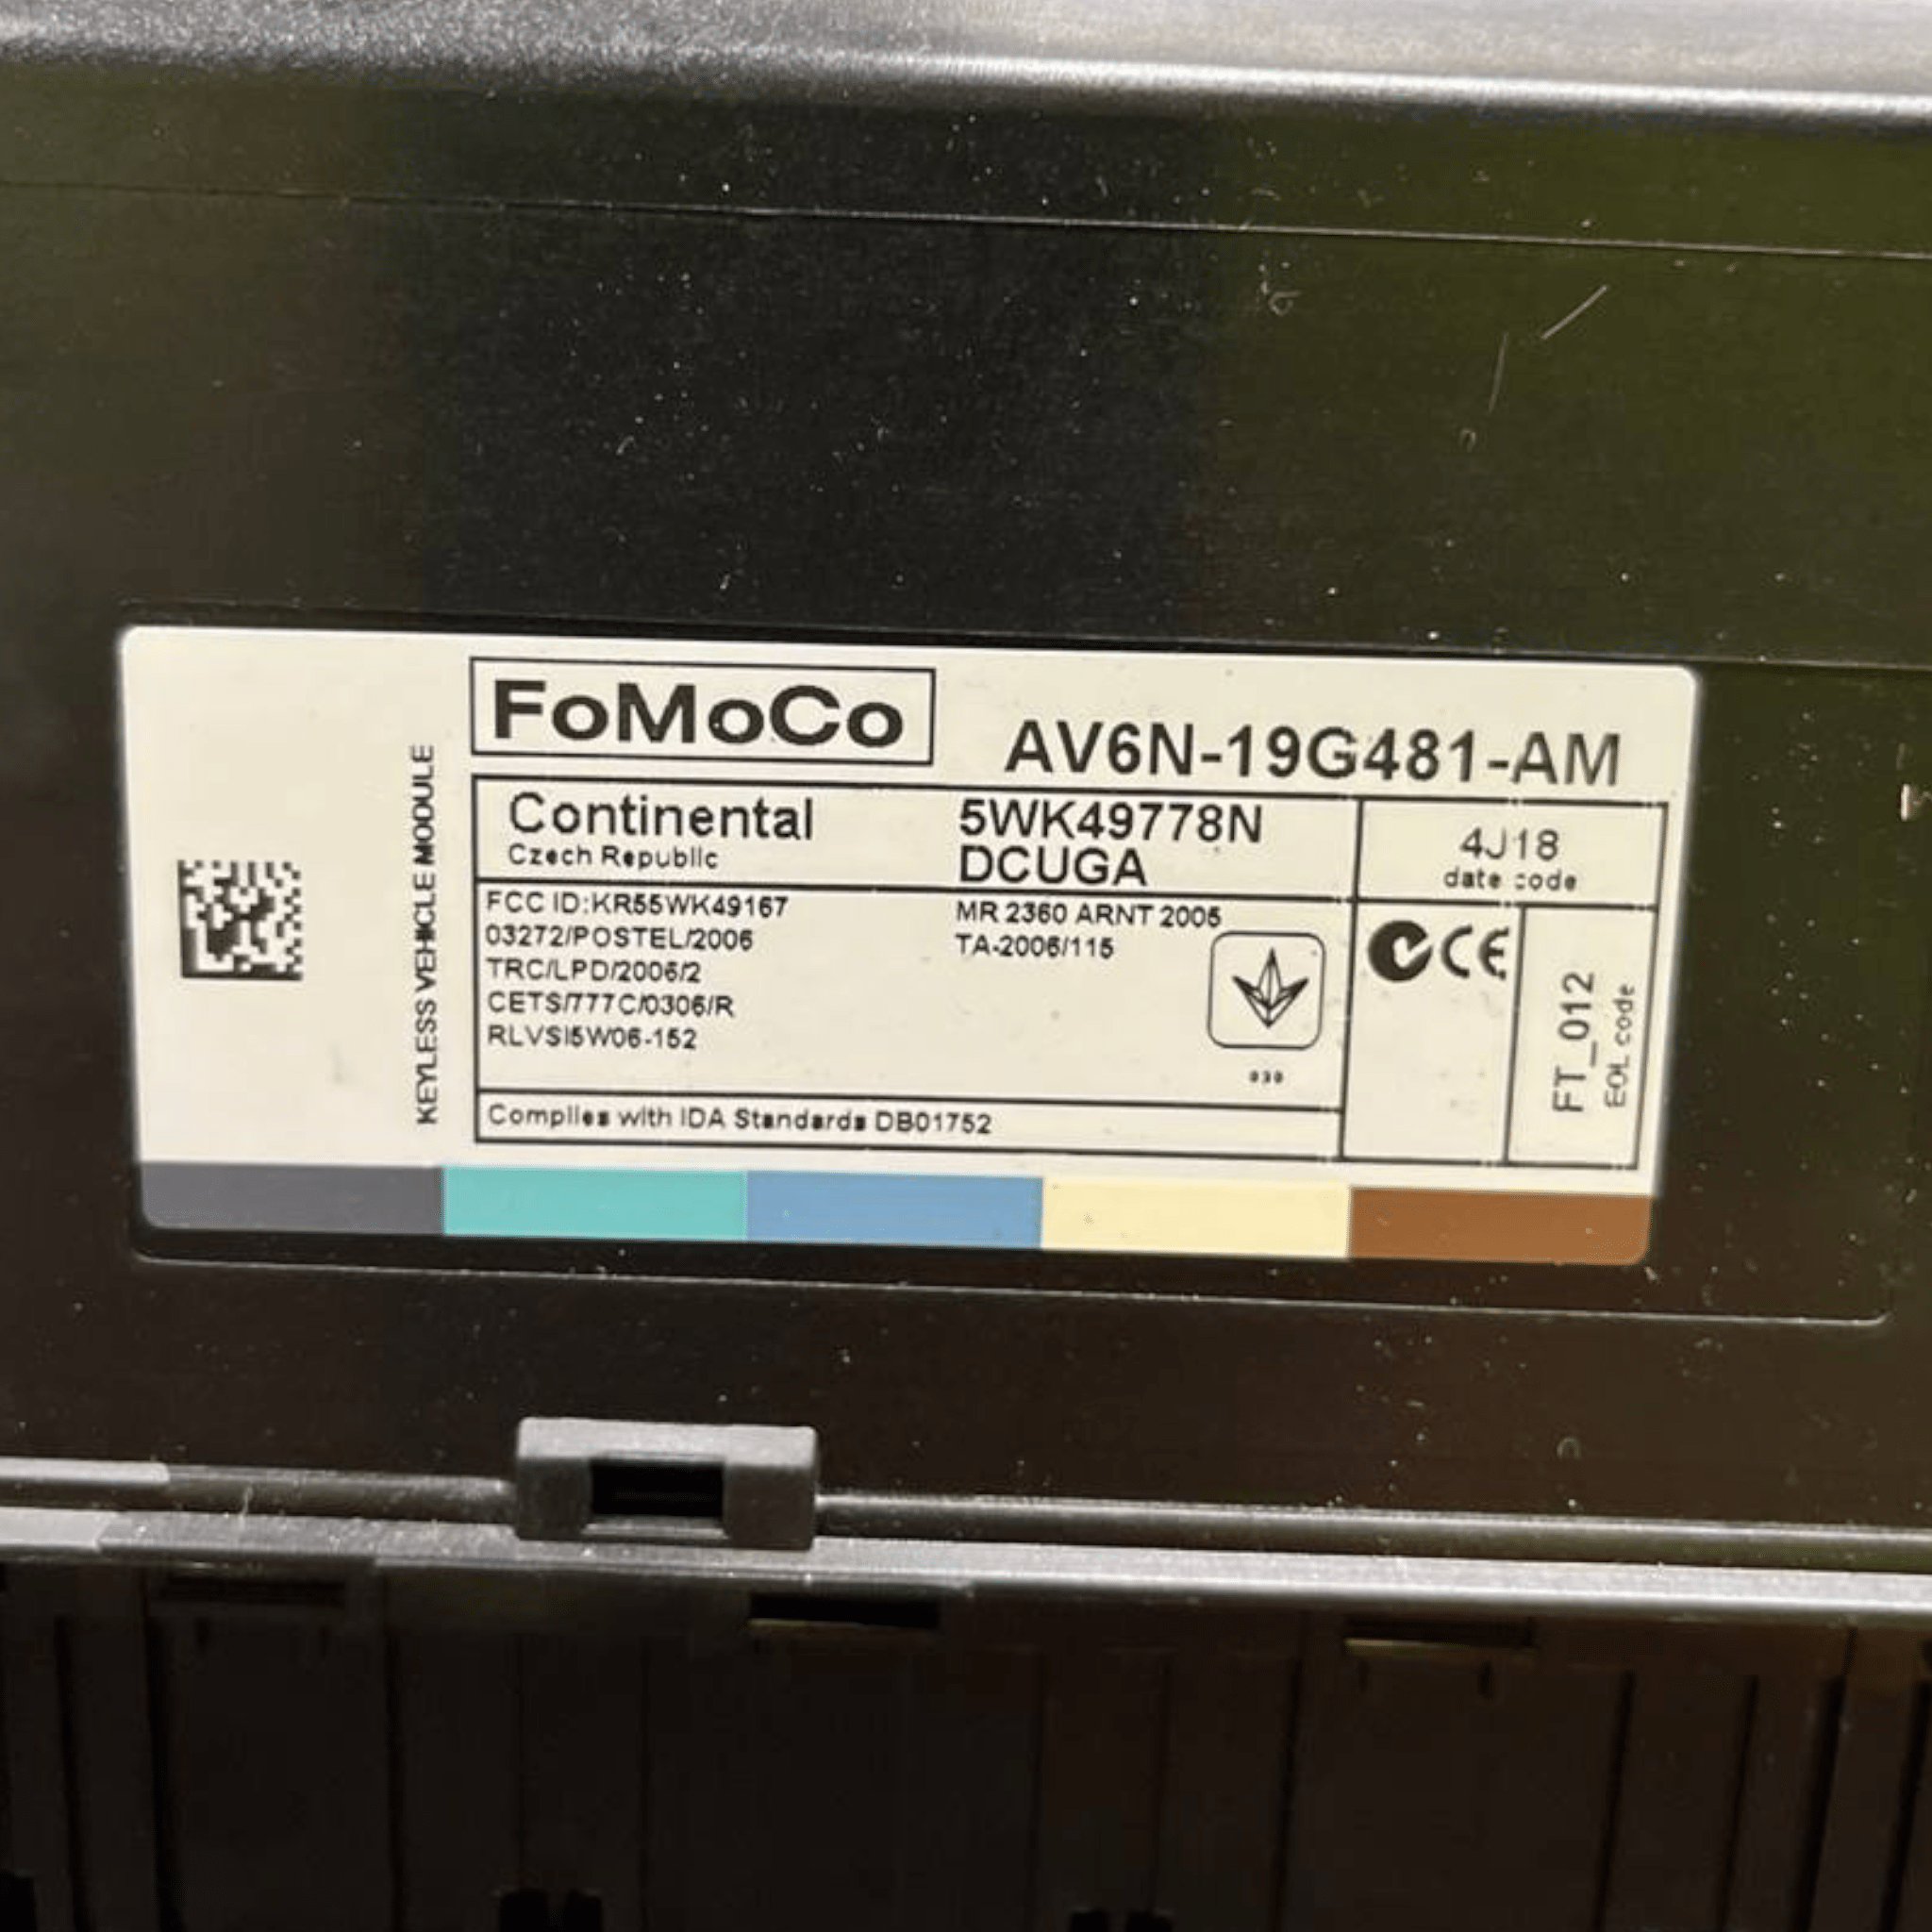 KEYLESS VEHICLE MODULE
FoMoCo
AV6N-19G481-AM
Continental
Czech Republic
5WK49778N
DCUGA
4J18
date code
FCC ID:KR55WK49167
03272/POSTEL/2006
TRC/LPD/2006/2
CETS/777C/0306/R
RLVSI5W06-152
MR 2360 ARNT 2005
TA-2006/115
030
CE
FT_012
EOL code
Complies with IDA Standards DB01752